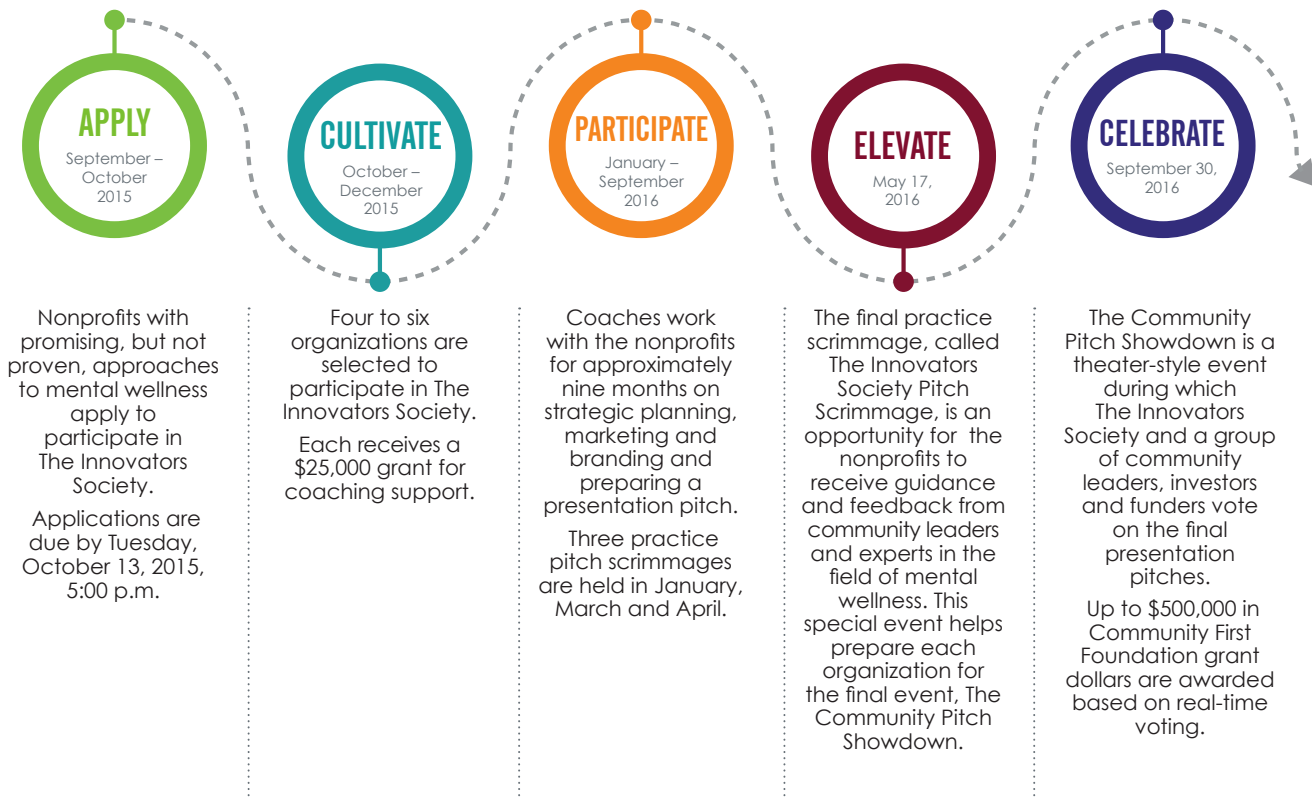 APPLY
September –
October
2015
CULTIVATE
October –
December
2015
PARTICIPATE
January –
September
2016
ELEVATE
May 17,
2016
CELEBRATE
September 30,
2016
Nonprofits with
promising, but not
proven, approaches
to mental wellness
apply to
participate in
The Innovators
Society.
Applications are
due by Tuesday,
October 13, 2015,
5:00 p.m.
Four to six
organizations are
selected to
participate in The
Innovators Society.
Each receives a
$25,000 grant for
coaching support.
Coaches work
with the nonprofits
for approximately
nine months on
strategic planning,
marketing and
branding and
preparing a
presentation pitch.
Three practice
pitch scrimmages
are held in January,
March and April.
The final practice
scrimmage, called
The Innovators
Society Pitch
Scrimmage, is an
opportunity for the
nonprofits to
receive guidance
and feedback from
community leaders
and experts in the
field of mental
wellness. This
special event helps
prepare each
organization for
the final event, The
Community Pitch
Showdown.
The Community
Pitch Showdown is a
theater-style event
during which
The Innovators
Society and a group
of community
leaders, investors
and funders vote
on the final
presentation
pitches.
Up to $500,000 in
Community First
Foundation grant
dollars are awarded
based on real-time
voting.